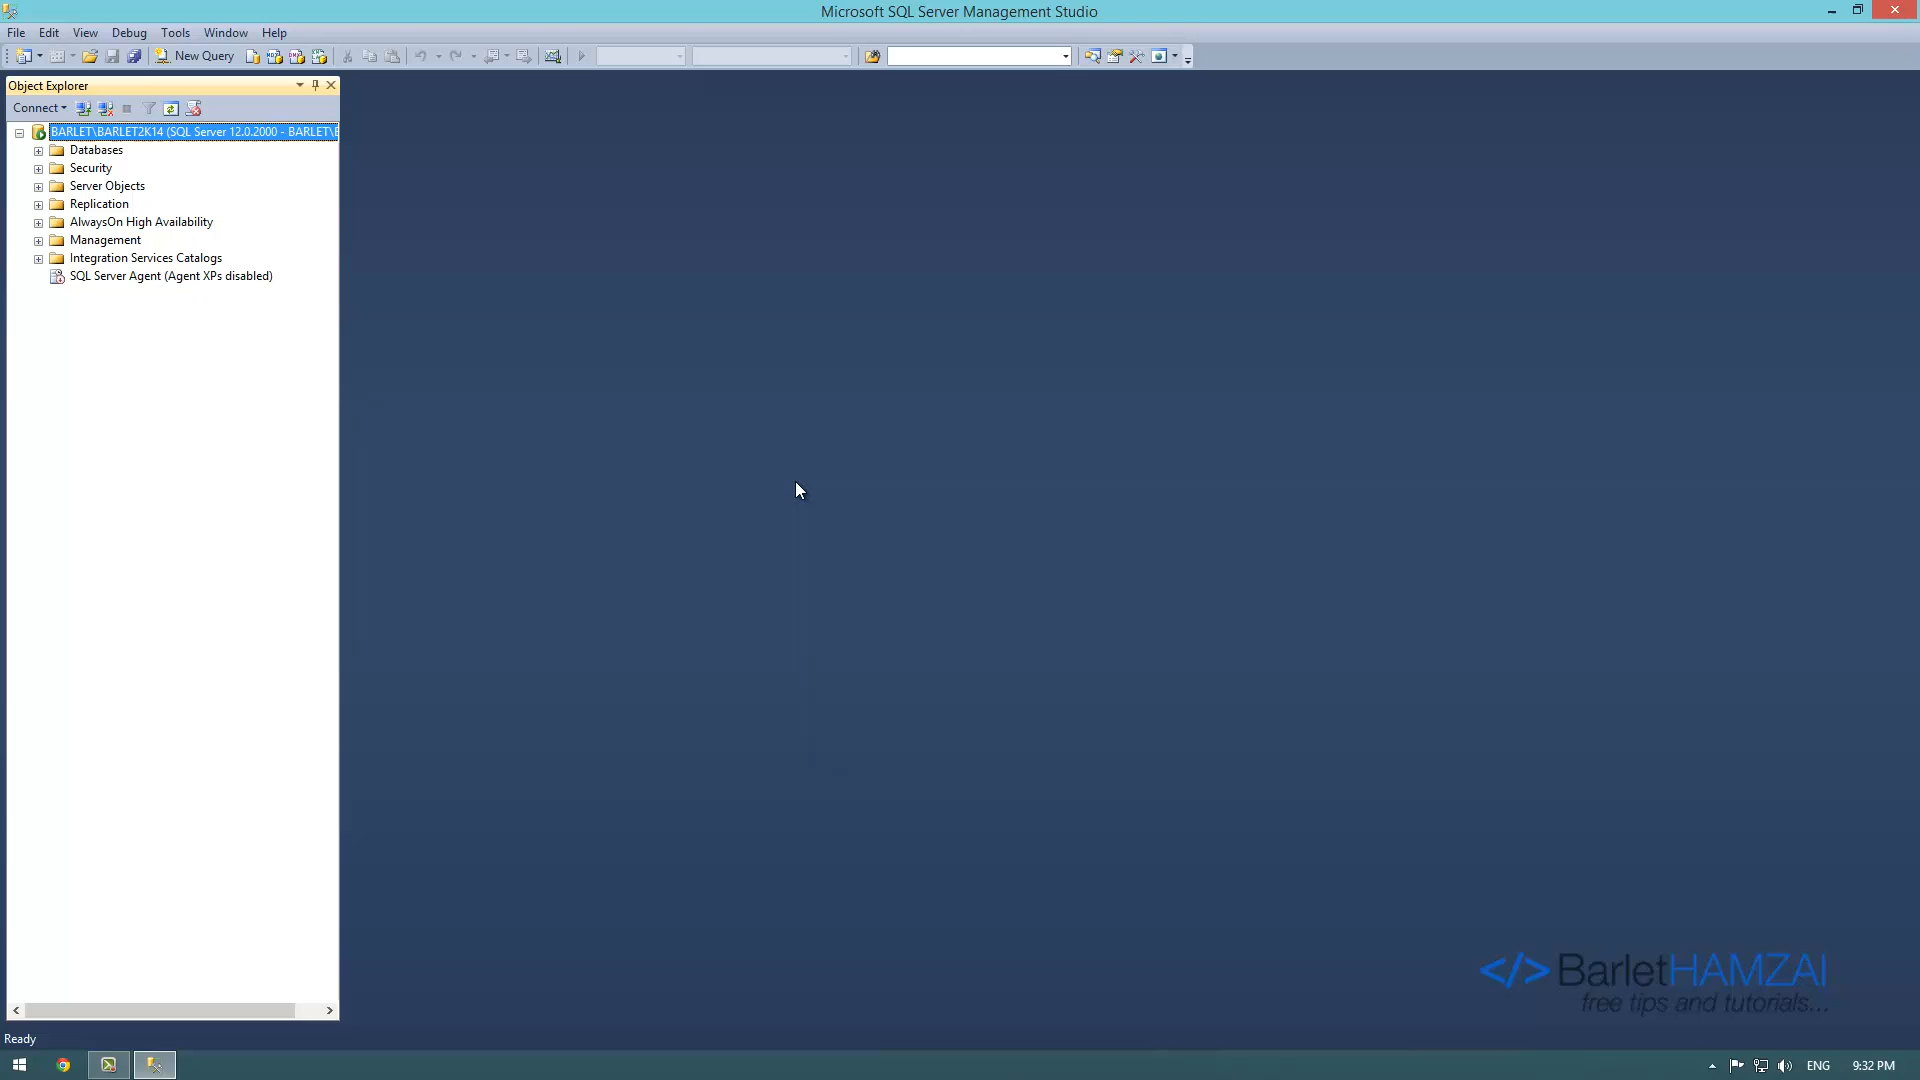 Microsoft SQL Server Management Studio
File Edit View Debug Tools Window Help
New Query
Object Explorer
Connect
BARLET\BARLET2K14 (SQL Server 12.0.2000 - BARLET\
Databases
Security
Server Objects
Replication
AlwaysOn High Availability
Management
Integration Services Catalogs
SQL Server Agent (Agent XPs disabled)
</> BarletHAMZAI
free tips and tutorials...
Ready
ENG 9:32 PM